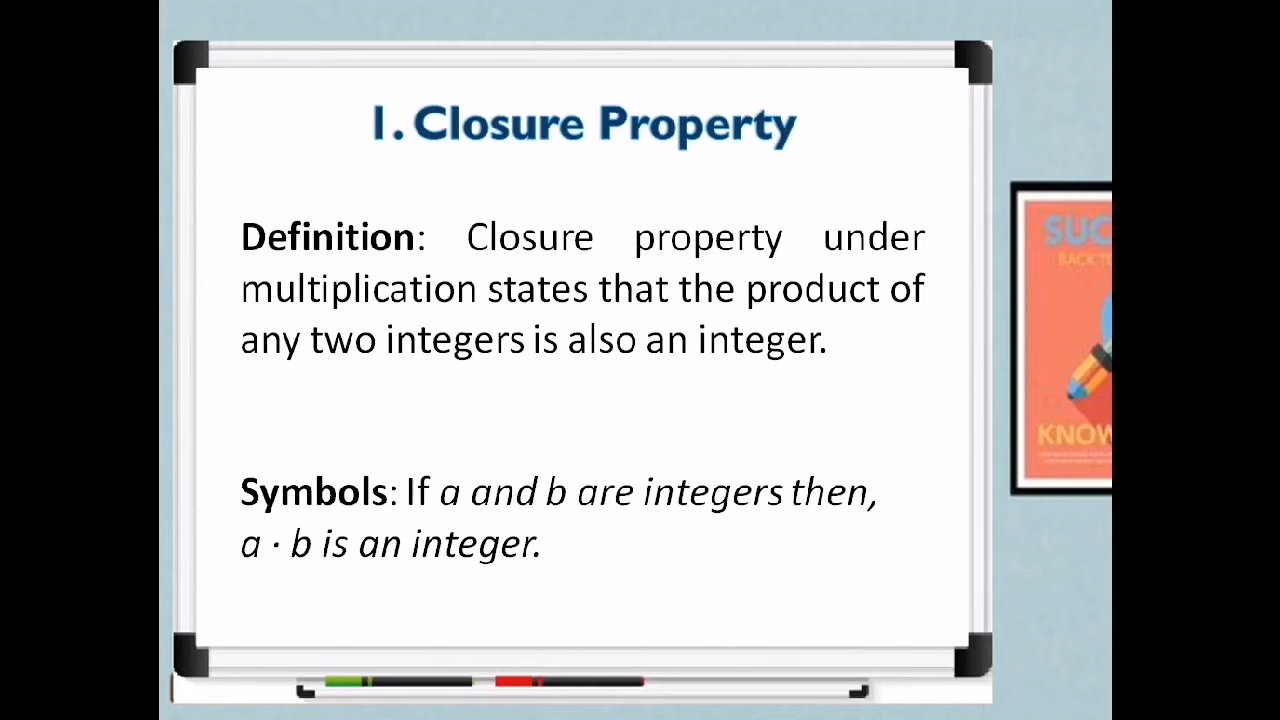 1. Closure Property
Definition: Closure property under
multiplication states that the product of
any two integers is also an integer.
Symbols: If a and b are integers then,
a · b is an integer.
SUC
BACK TO
KNOW